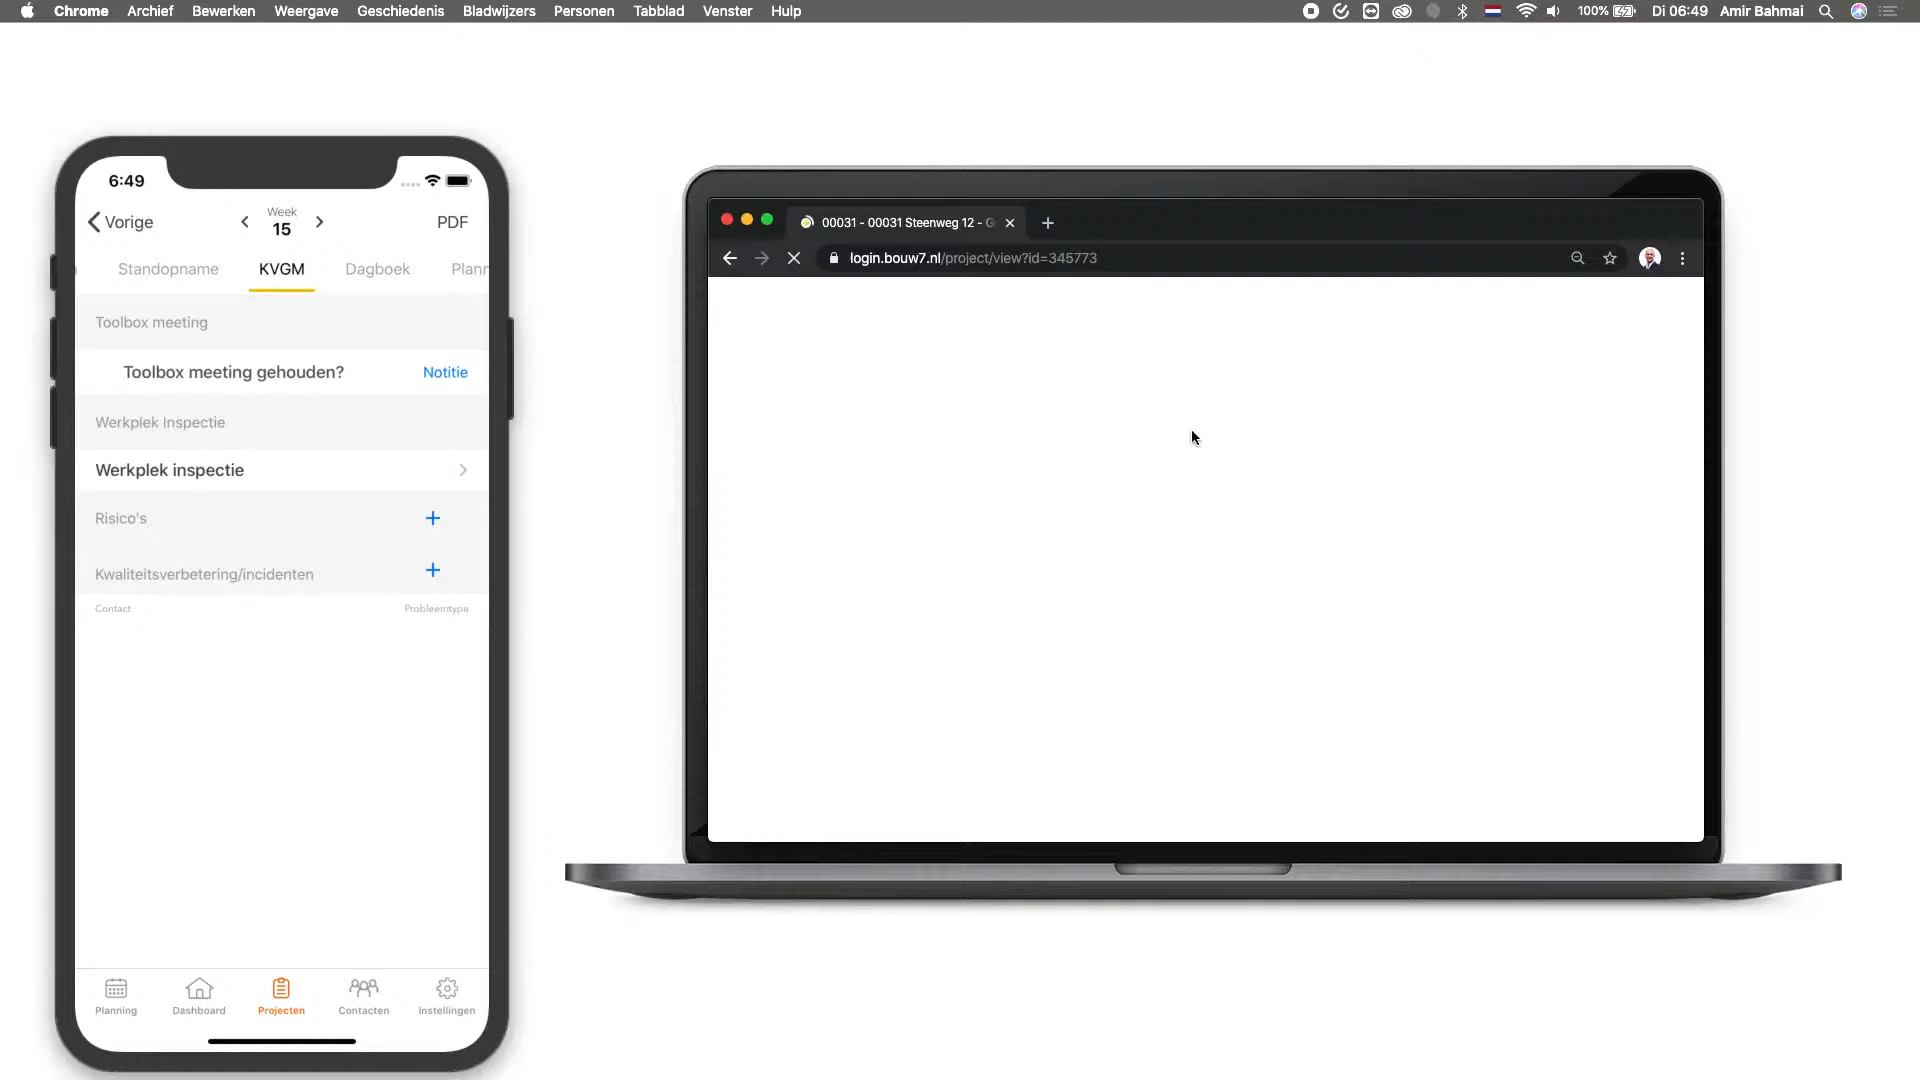 Chrome Archief Bewerken Weergave Geschiedenis Bladwijzers Personen Tabblad Venster Hulp 100% Di 06:49 Amir Bahmai
6:49
Vorige Week 15 PDF
Standopname KVGM Dagboek Planr
Toolbox meeting
Toolbox meeting gehouden? Notitie
Werkplek Inspectie
Werkplek inspectie
Risico's
Kwaliteitsverbetering/incidenten
Contact Probleemtype
Planning Dashboard Projecten Contacten Instellingen
00031 - 00031 Steenweg 12 - G
login.bouw7.nl/project/view?id=345773